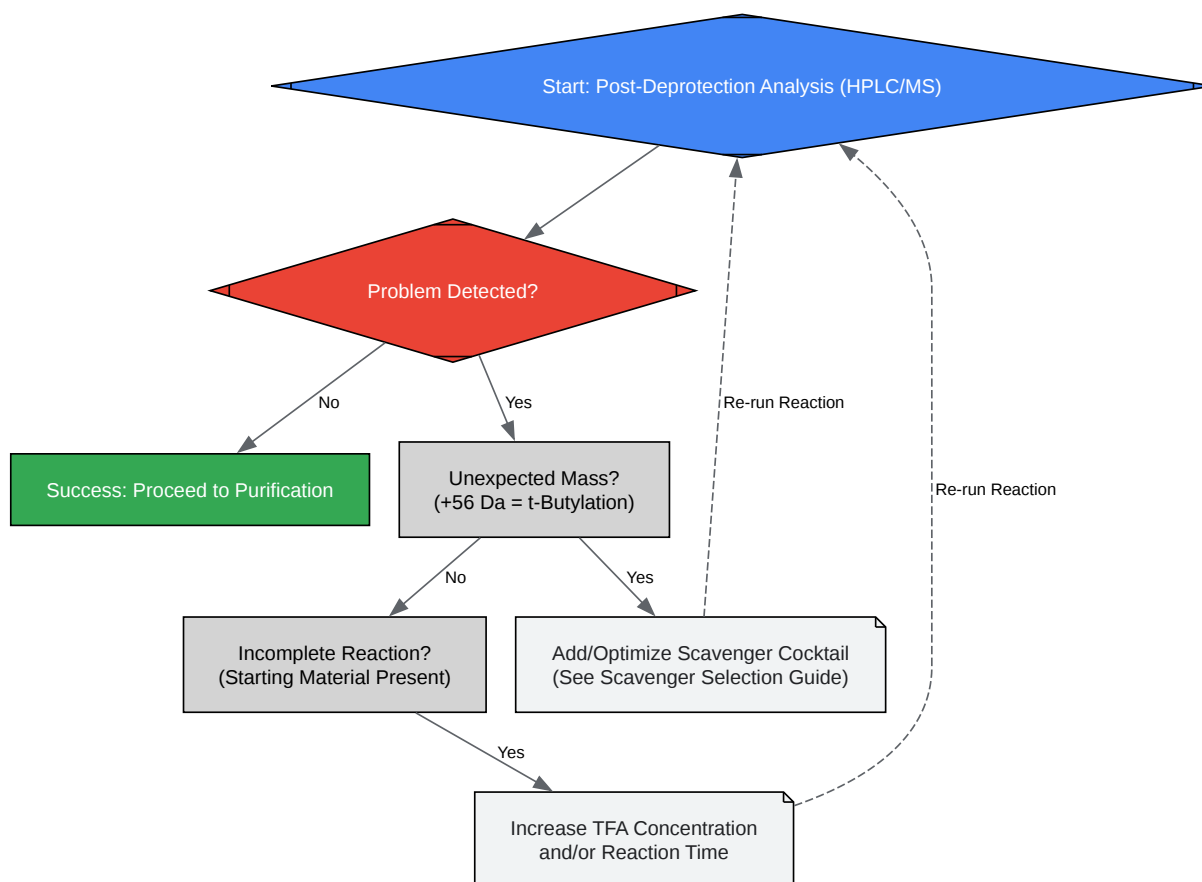 Start: Post-Deprotection Analysis (HPLC/MS)
Problem Detected?
No
Yes
Re-run Reaction
Success: Proceed to Purification
Unexpected Mass?
(+56 Da = t-Butylation)
Re-run Reaction
No
Yes
Incomplete Reaction?
(Starting Material Present)
Add/Optimize Scavenger Cocktail
(See Scavenger Selection Guide)
Yes
Increase TFA Concentration
and/or Reaction Time